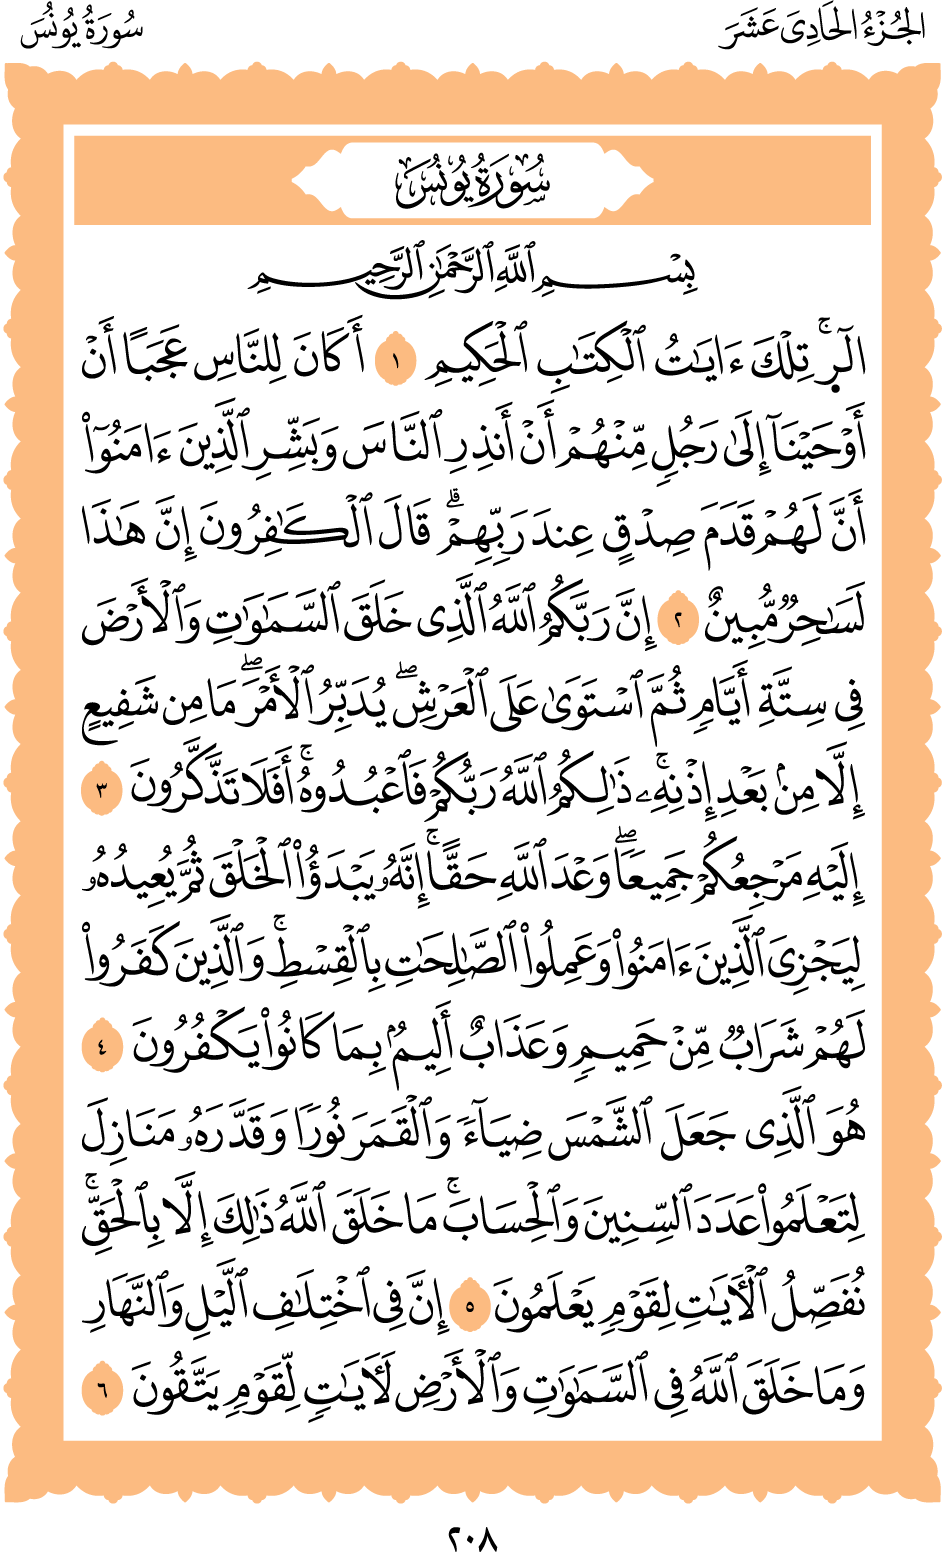 الجُزْءُ الحَادِىَ عَشَرَ
سُورَةُ يُونُسَ
سُورَةُ يُونُسَ
بِسْمِ ٱللَّهِ ٱلرَّحْمَٰنِ ٱلرَّحِيمِ
الٓرۚ تِلْكَ ءَايَٰتُ ٱلْكِتَٰبِ ٱلْحَكِيمِ ١ أَكَانَ لِلنَّاسِ عَجَبًا أَنْ
أَوْحَيْنَآ إِلَىٰ رَجُلٍ مِّنْهُمْ أَنْ أَنذِرِ ٱلنَّاسَ وَبَشِّرِ ٱلَّذِينَ ءَامَنُوٓا۟
أَنَّ لَهُمْ قَدَمَ صِدْقٍ عِندَ رَبِّهِمْۗ قَالَ ٱلْكَٰفِرُونَ إِنَّ هَٰذَا
لَسَٰحِرٌ مُّبِينٌ ٢ إِنَّ رَبَّكُمُ ٱللَّهُ ٱلَّذِى خَلَقَ ٱلسَّمَٰوَٰتِ وَٱلْأَرْضَ
فِى سِتَّةِ أَيَّامٍ ثُمَّ ٱسْتَوَىٰ عَلَى ٱلْعَرْشِۖ يُدَبِّرُ ٱلْأَمْرَۖ مَا مِن شَفِيعٍ
إِلَّا مِنۢ بَعْدِ إِذْنِهِۦۚ ذَٰلِكُمُ ٱللَّهُ رَبُّكُمْ فَٱعْبُدُوهُۚ أَفَلَا تَذَكَّرُونَ ٣
إِلَيْهِ مَرْجِعُكُمْ جَمِيعًاۖ وَعْدَ ٱللَّهِ حَقًّاۚ إِنَّهُۥ يَبْدَؤُا۟ ٱلْخَلْقَ ثُمَّ يُعِيدُهُۥ
لِيَجْزِىَ ٱلَّذِينَ ءَامَنُوا۟ وَعَمِلُوا۟ ٱلصَّٰلِحَٰتِ بِٱلْقِسْطِۚ وَٱلَّذِينَ كَفَرُوا۟
لَهُمْ شَرَابٌ مِّنْ حَمِيمٍ وَعَذَابٌ أَلِيمٌۢ بِمَا كَانُوا۟ يَكْفُرُونَ ٤
هُوَ ٱلَّذِى جَعَلَ ٱلشَّمْسَ ضِيَآءً وَٱلْقَمَرَ نُورًا وَقَدَّرَهُۥ مَنَازِلَ
لِتَعْلَمُوا۟ عَدَدَ ٱلسِّنِينَ وَٱلْحِسَابَۚ مَا خَلَقَ ٱللَّهُ ذَٰلِكَ إِلَّا بِٱلْحَقِّۚ
نُفَصِّلُ ٱلْـَٔايَٰتِ لِقَوْمٍ يَعْلَمُونَ ٥ إِنَّ فِى ٱخْتِلَٰفِ ٱلَّيْلِ وَٱلنَّهَارِ
وَمَا خَلَقَ ٱللَّهُ فِى ٱلسَّمَٰوَٰتِ وَٱلْأَرْضِ لَـَٔايَٰتٍ لِّقَوْمٍ يَتَّقُونَ ٦
٢٠٨